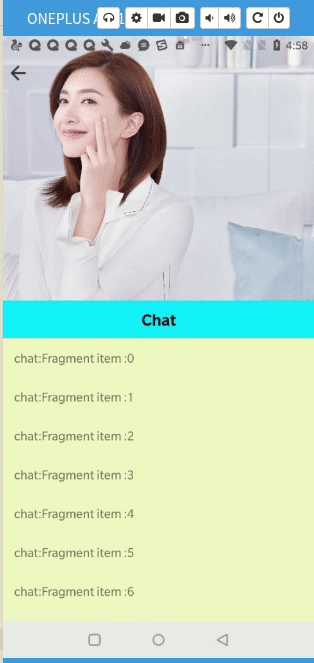 ONEPLUS A
4:58
Chat
chat:Fragment item :0
chat:Fragment item :1
chat:Fragment item :2
chat:Fragment item :3
chat:Fragment item :4
chat:Fragment item :5
chat:Fragment item :6